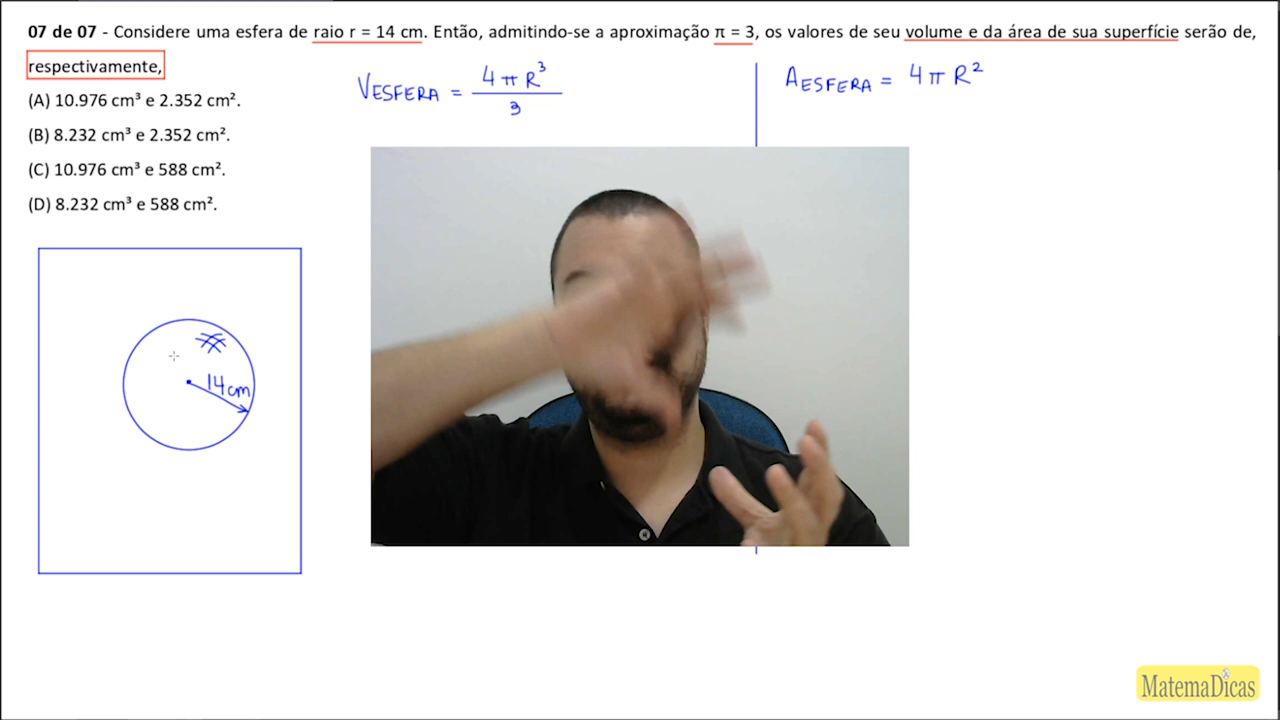 07 de 07 - Considere uma esfera de raio r = 14 cm. Então, admitindo-se a aproximação π = 3, os valores de seu volume e da área de sua superfície serão de,
respectivamente,
(A) 10.976 cm³ e 2.352 cm².
(B) 8.232 cm³ e 2.352 cm².
(C) 10.976 cm³ e 588 cm².
(D) 8.232 cm³ e 588 cm².
VESFERA = 4πR³
3
AESFERA = 4πR²
14cm
MatemaDicas